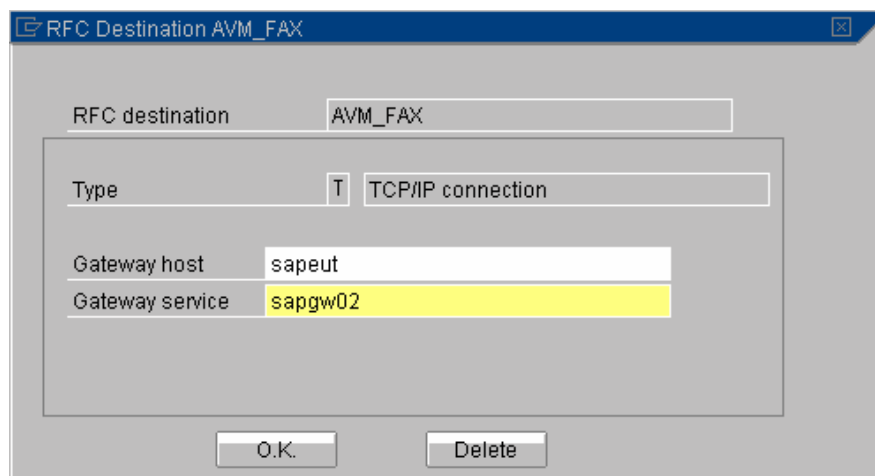 RFC Destination AVM_FAX
RFC destination AVM_FAX
Type T TCP/IP connection
Gateway host sapeut
Gateway service sapgw02
O.K. Delete